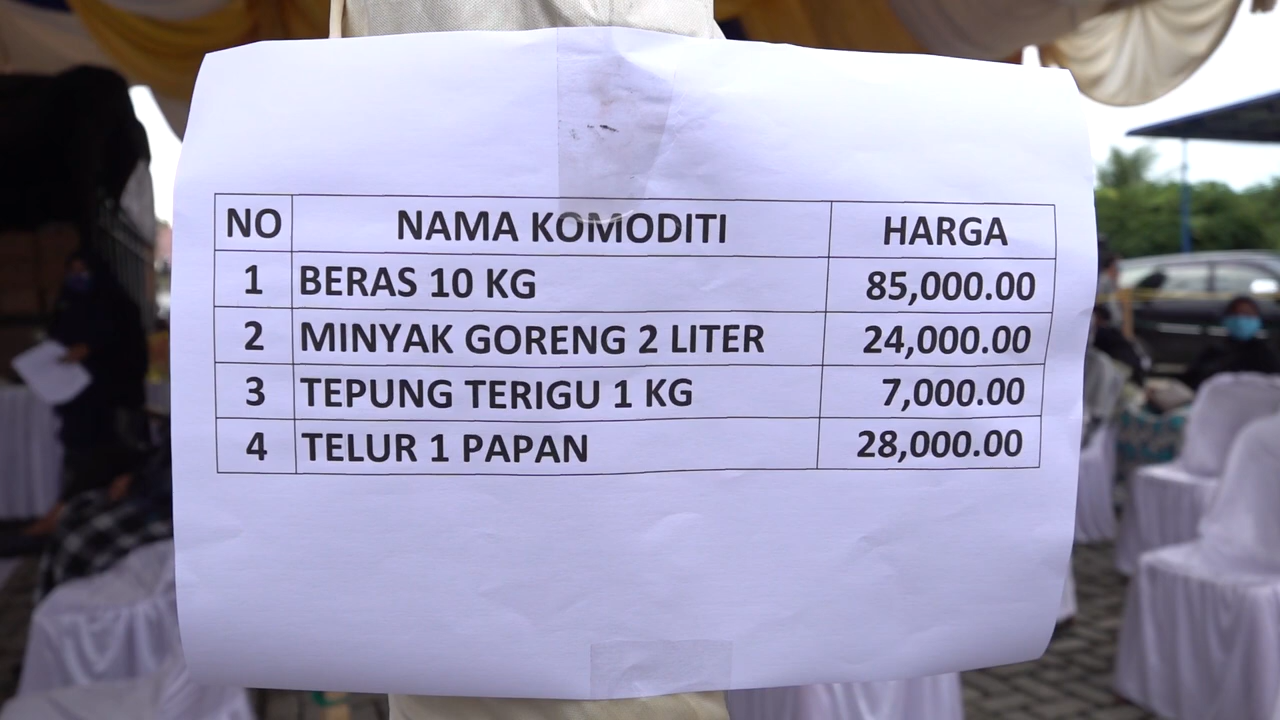 NO NAMA KOMODITI HARGA
1 BERAS 10 KG 85,000.00
2 MINYAK GORENG 2 LITER 24,000.00
3 TEPUNG TERIGU 1 KG 7,000.00
4 TELUR 1 PAPAN 28,000.00